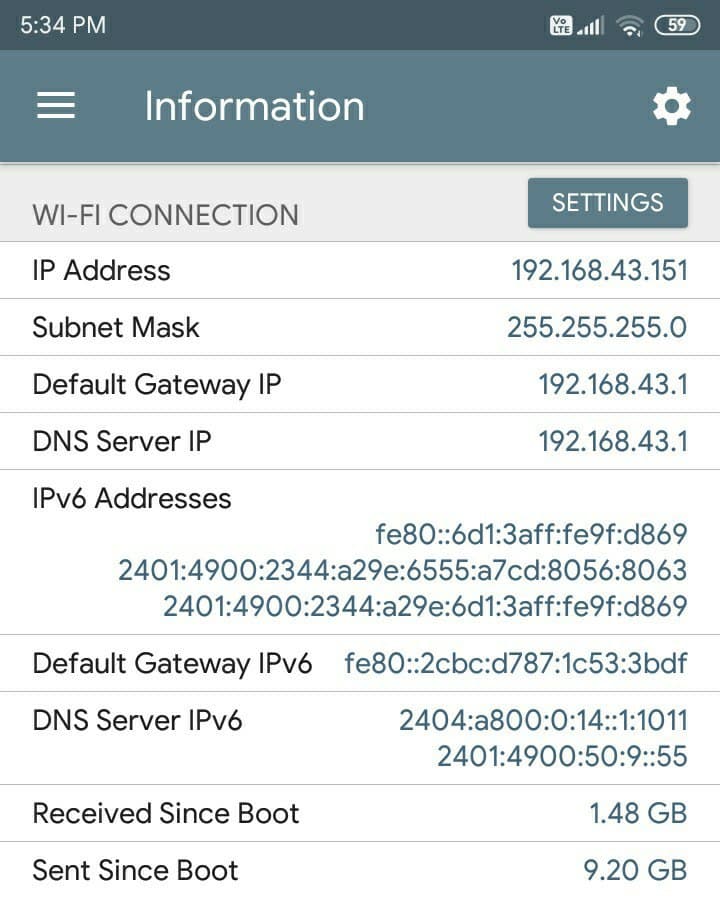 5:34 PM
Vo LTE 59
Information
WI-FI CONNECTION SETTINGS
IP Address 192.168.43.151
Subnet Mask 255.255.255.0
Default Gateway IP 192.168.43.1
DNS Server IP 192.168.43.1
IPv6 Addresses
fe80::6d1:3aff:fe9f:d869
2401:4900:2344:a29e:6555:a7cd:8056:8063
2401:4900:2344:a29e:6d1:3aff:fe9f:d869
Default Gateway IPv6 fe80::2cbc:d787:1c53:3bdf
DNS Server IPv6 2404:a800:0:14::1:1011
2401:4900:50:9::55
Received Since Boot 1.48 GB
Sent Since Boot 9.20 GB